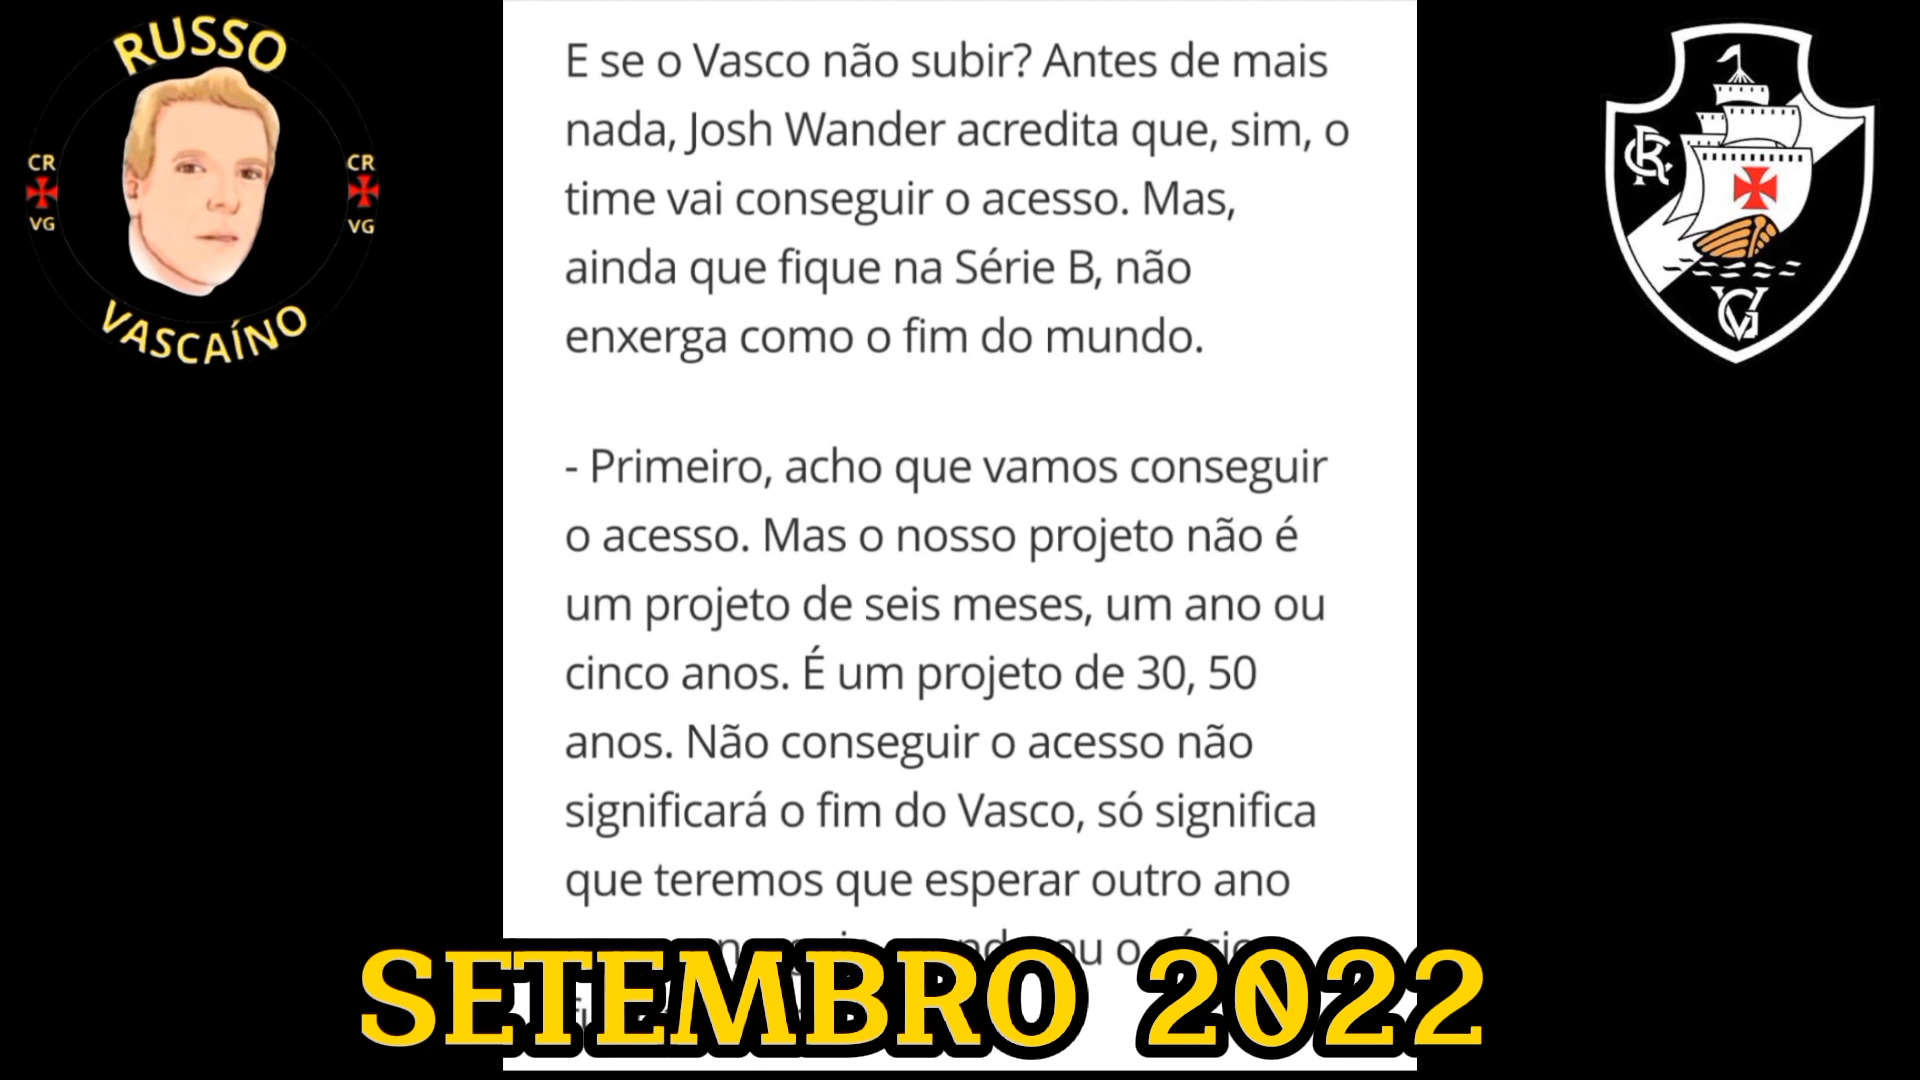 RUSSO
CR
VG
CR
VG
VASCAÍNO
E se o Vasco não subir? Antes de mais
nada, Josh Wander acredita que, sim, o
time vai conseguir o acesso. Mas,
ainda que fique na Série B, não
enxerga como o fim do mundo.
- Primeiro, acho que vamos conseguir
o acesso. Mas o nosso projeto não é
um projeto de seis meses, um ano ou
cinco anos. É um projeto de 30, 50
anos. Não conseguir o acesso não
significará o fim do Vasco, só significa
que teremos que esperar outro ano
SETEMBRO 2022
CR
VG